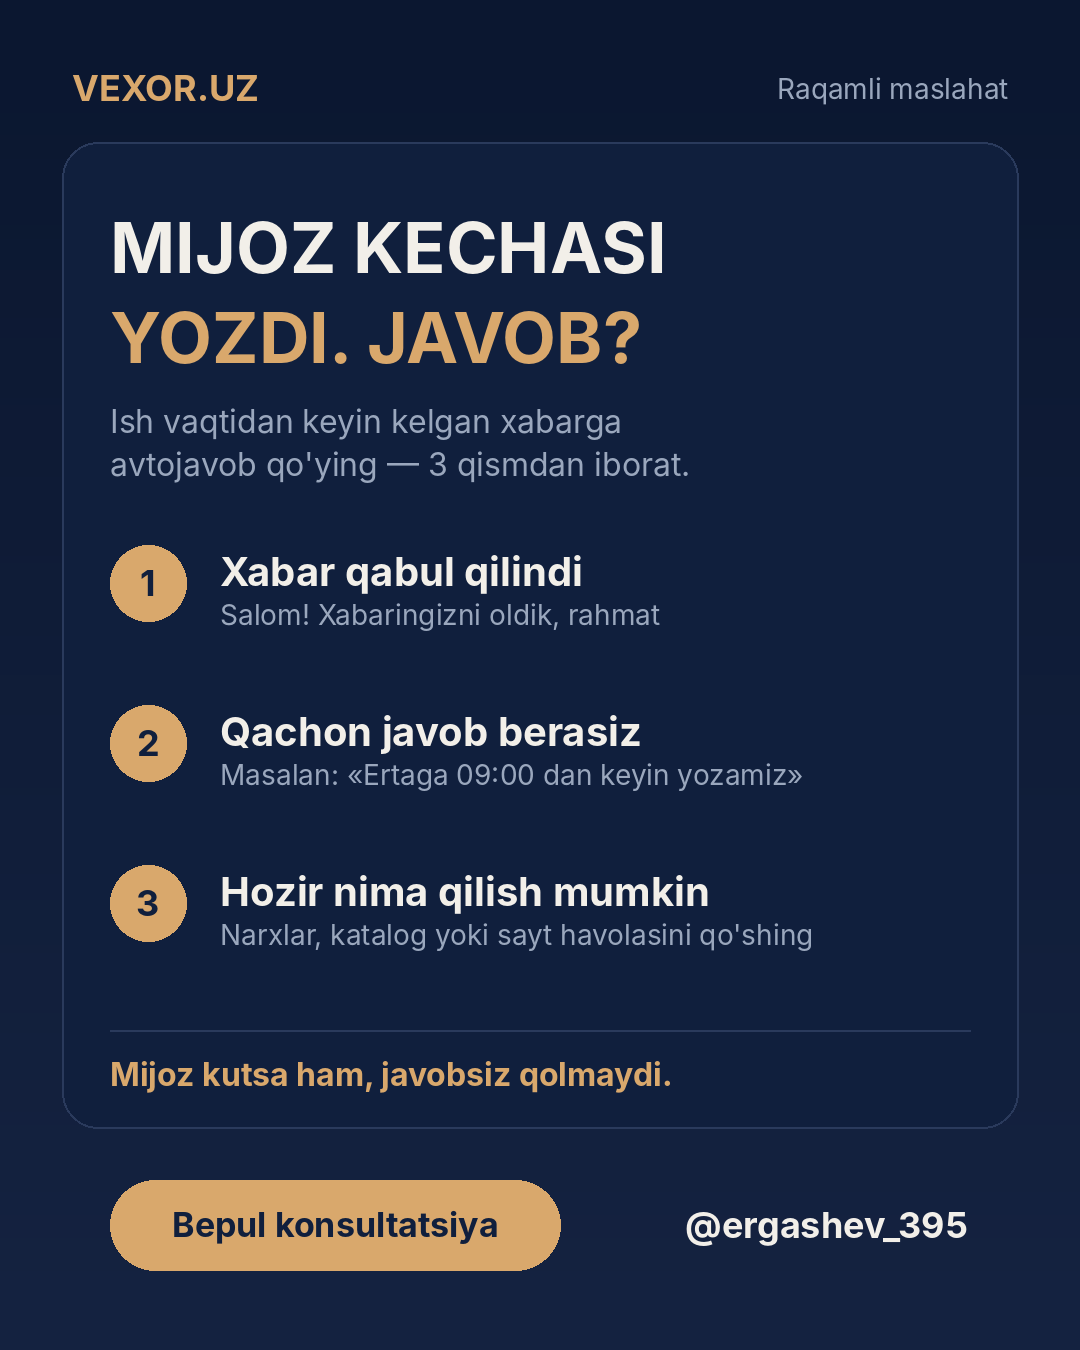 VEXOR.UZ
Raqamli maslahat
MIJOZ KECHASI
YOZDI. JAVOB?
Ish vaqtidan keyin kelgan xabarga
avtojavob qo'ying — 3 qismdan iborat.
1
Xabar qabul qilindi
Salom! Xabaringizni oldik, rahmat
2
Qachon javob berasiz
Masalan: «Ertaga 09:00 dan keyin yozamiz»
3
Hozir nima qilish mumkin
Narxlar, katalog yoki sayt havolasini qo'shing
Mijoz kutsa ham, javobsiz qolmaydi.
Bepul konsultatsiya
@ergashev_395